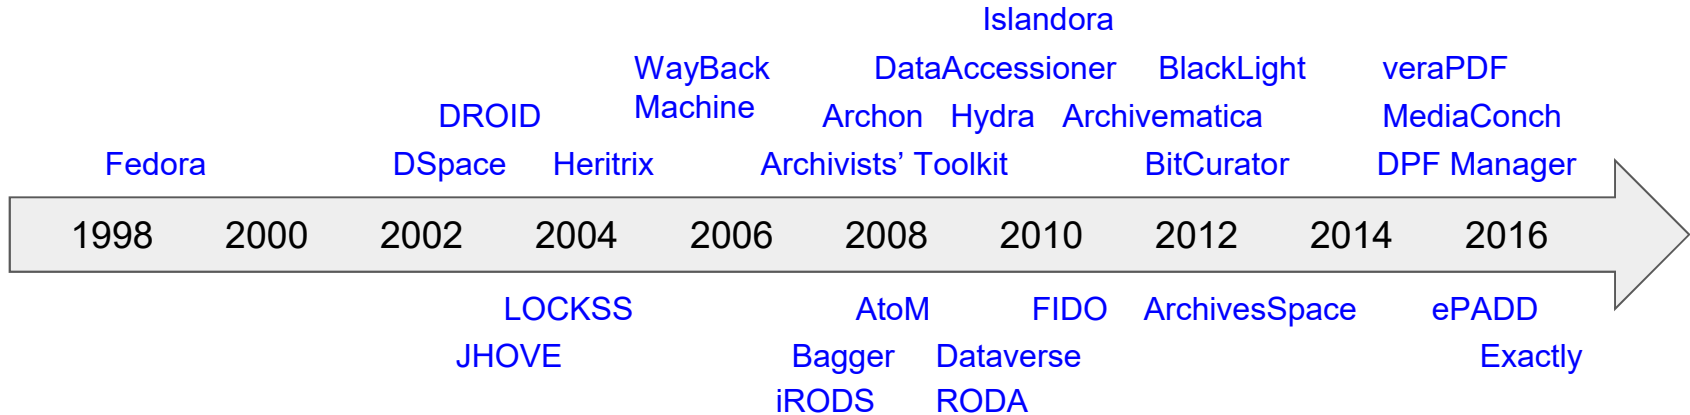 Islandora
WayBack Machine DataAccessioner BlackLight veraPDF
DROID Archon Hydra Archivematica MediaConch
Fedora DSpace Heritrix Archivists’ Toolkit BitCurator DPF Manager
1998 2000 2002 2004 2006 2008 2010 2012 2014 2016
LOCKSS AtoM FIDO ArchivesSpace ePADD
JHOVE Bagger Dataverse Exactly
iRODS RODA